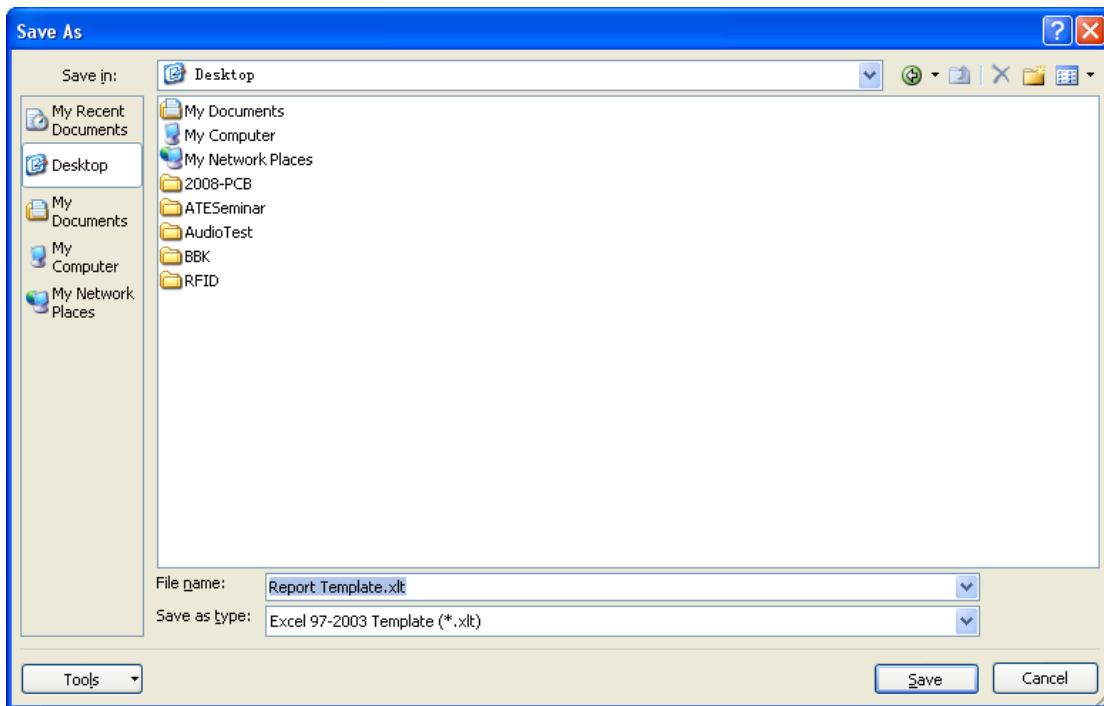 Save As
Save in:
Desktop
My Recent
Documents
Desktop
My
Documents
My
Computer
My Network
Places
My Documents
My Computer
My Network Places
2008-PCB
ATESeminar
AudioTest
BBK
RFID
File name:
Report Template.xlt
Save as type:
Excel 97-2003 Template (*.xlt)
Tools
Save
Cancel